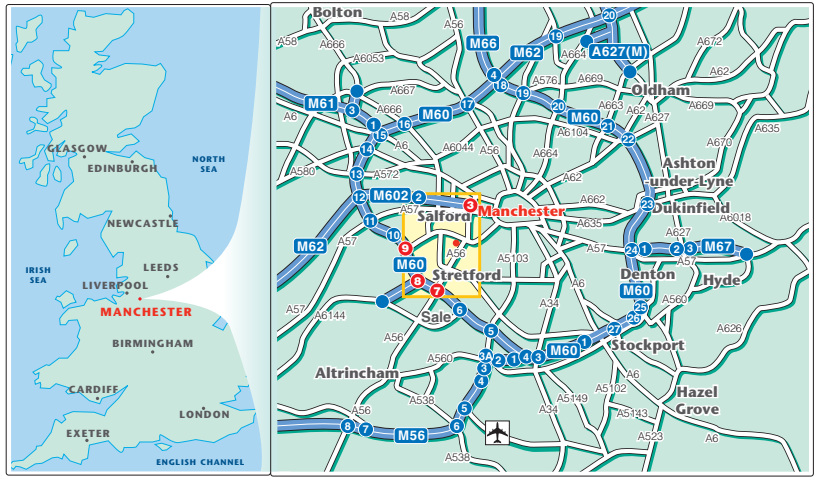 GLASGOW
EDINBURGH
NORTH
SEA
NEWCASTLE
IRISH
SEA
LEEDS
LIVERPOOL
MANCHESTER
BIRMINGHAM
CARDIFF
LONDON
EXETER
ENGLISH CHANNEL
Bolton
A58
A56
20
A58
A666
M66
M62
19
A664
A627(M)
A672
A6053
A62
4
18
A576
A669
A667
19
Oldham
M61
3
A666
17
20
A663
A62
A669
A6
M60
M60
A627
1
16
21
A635
15
A6104
22
A670
14
A6
A6044
A56
A664
Ashton
-under-Lyne
A580
13
A572
A62
12
M602
2
3
A662
23
Dukinfield
A57
Salford
Manchester
A6018
11
A635
10
A627
M62
A57
9
A56
A57
24
1
2
3
M67
A5103
A57
M60
Stretford
Denton
Hyde
8
7
A6
M60
A57
A6144
A34
25
A560
6
Sale
26
A626
5
27
A56
1
Stockport
3A
2
1
4
3
M60
A560
3
Altrincham
4
A6
A5102
Hazel
Grove
A538
A5149
A56
5
A34
A5143
8
7
M56
6
A523
A6
A538